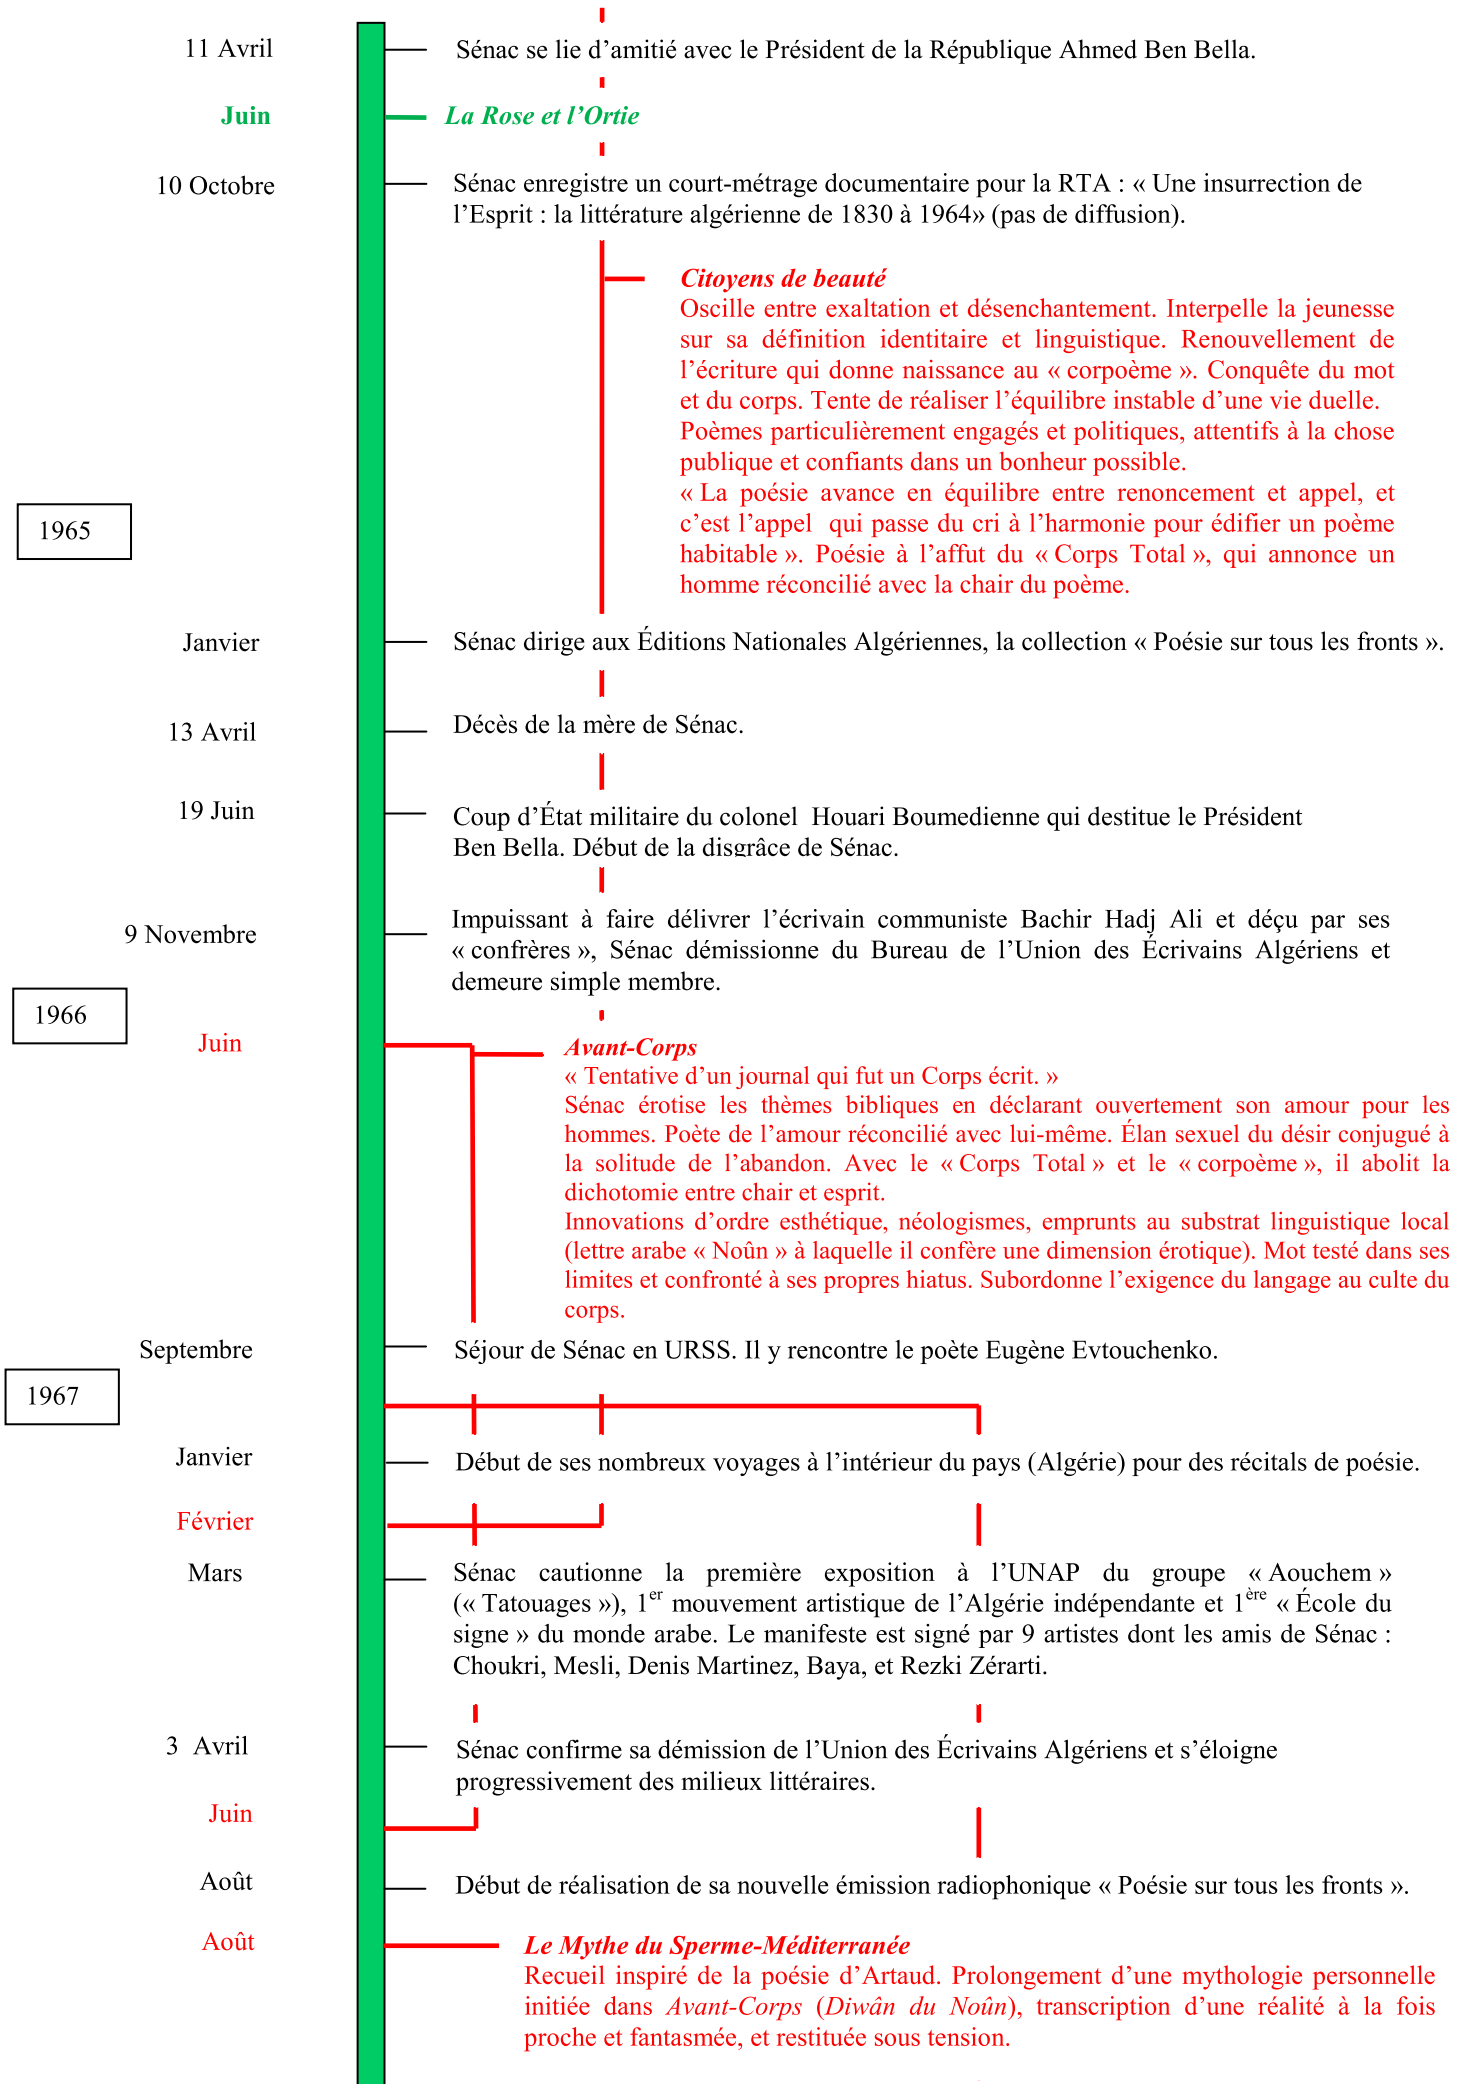 11 Avril
Sénac se lie d’amitié avec le Président de la République Ahmed Ben Bella.
Juin
La Rose et l’Ortie
10 Octobre
Sénac enregistre un court-métrage documentaire pour la RTA : « Une insurrection de
l’Esprit : la littérature algérienne de 1830 à 1964» (pas de diffusion).
Citoyens de beauté
Oscille entre exaltation et désenchantement. Interpelle la jeunesse
sur sa définition identitaire et linguistique. Renouvellement de
l’écriture qui donne naissance au « corpoème ». Conquête du mot
et du corps. Tente de réaliser l’équilibre instable d’une vie duelle.
Poèmes particulièrement engagés et politiques, attentifs à la chose
publique et confiants dans un bonheur possible.
« La poésie avance en équilibre entre renoncement et appel, et
c’est l’appel qui passe du cri à l’harmonie pour édifier un poème
habitable ». Poésie à l’affut du « Corps Total », qui annonce un
homme réconcilié avec la chair du poème.
1965
Janvier
Sénac dirige aux Éditions Nationales Algériennes, la collection « Poésie sur tous les fronts ».
13 Avril
Décès de la mère de Sénac.
19 Juin
Coup d’État militaire du colonel Houari Boumedienne qui destitue le Président
Ben Bella. Début de la disgrâce de Sénac.
9 Novembre
Impuissant à faire délivrer l’écrivain communiste Bachir Hadj Ali et déçu par ses
« confrères », Sénac démissionne du Bureau de l’Union des Écrivains Algériens et
demeure simple membre.
1966
Juin
Avant-Corps
« Tentative d’un journal qui fut un Corps écrit. »
Sénac érotise les thèmes bibliques en déclarant ouvertement son amour pour les
hommes. Poète de l’amour réconcilié avec lui-même. Élan sexuel du désir conjugué à
la solitude de l’abandon. Avec le « Corps Total » et le « corpoème », il abolit la
dichotomie entre chair et esprit.
Innovations d’ordre esthétique, néologismes, emprunts au substrat linguistique local
(lettre arabe « Noûn » à laquelle il confère une dimension érotique). Mot testé dans ses
limites et confronté à ses propres hiatus. Subordonne l’exigence du langage au culte du
corps.
Septembre
Séjour de Sénac en URSS. Il y rencontre le poète Eugène Evtouchenko.
1967
Janvier
Début de ses nombreux voyages à l’intérieur du pays (Algérie) pour des récitals de poésie.
Février
Mars
Sénac cautionne la première exposition à l’UNAP du groupe « Aouchem »
(« Tatouages »), 1er mouvement artistique de l’Algérie indépendante et 1ère « École du
signe » du monde arabe. Le manifeste est signé par 9 artistes dont les amis de Sénac :
Choukri, Mesli, Denis Martinez, Baya, et Rezki Zérarti.
3 Avril
Sénac confirme sa démission de l’Union des Écrivains Algériens et s’éloigne
progressivement des milieux littéraires.
Juin
Août
Début de réalisation de sa nouvelle émission radiophonique « Poésie sur tous les fronts ».
Août
Le Mythe du Sperme-Méditerranée
Recueil inspiré de la poésie d’Artaud. Prolongement d’une mythologie personnelle
initiée dans Avant-Corps (Diwân du Noûn), transcription d’une réalité à la fois
proche et fantasmée, et restituée sous tension.